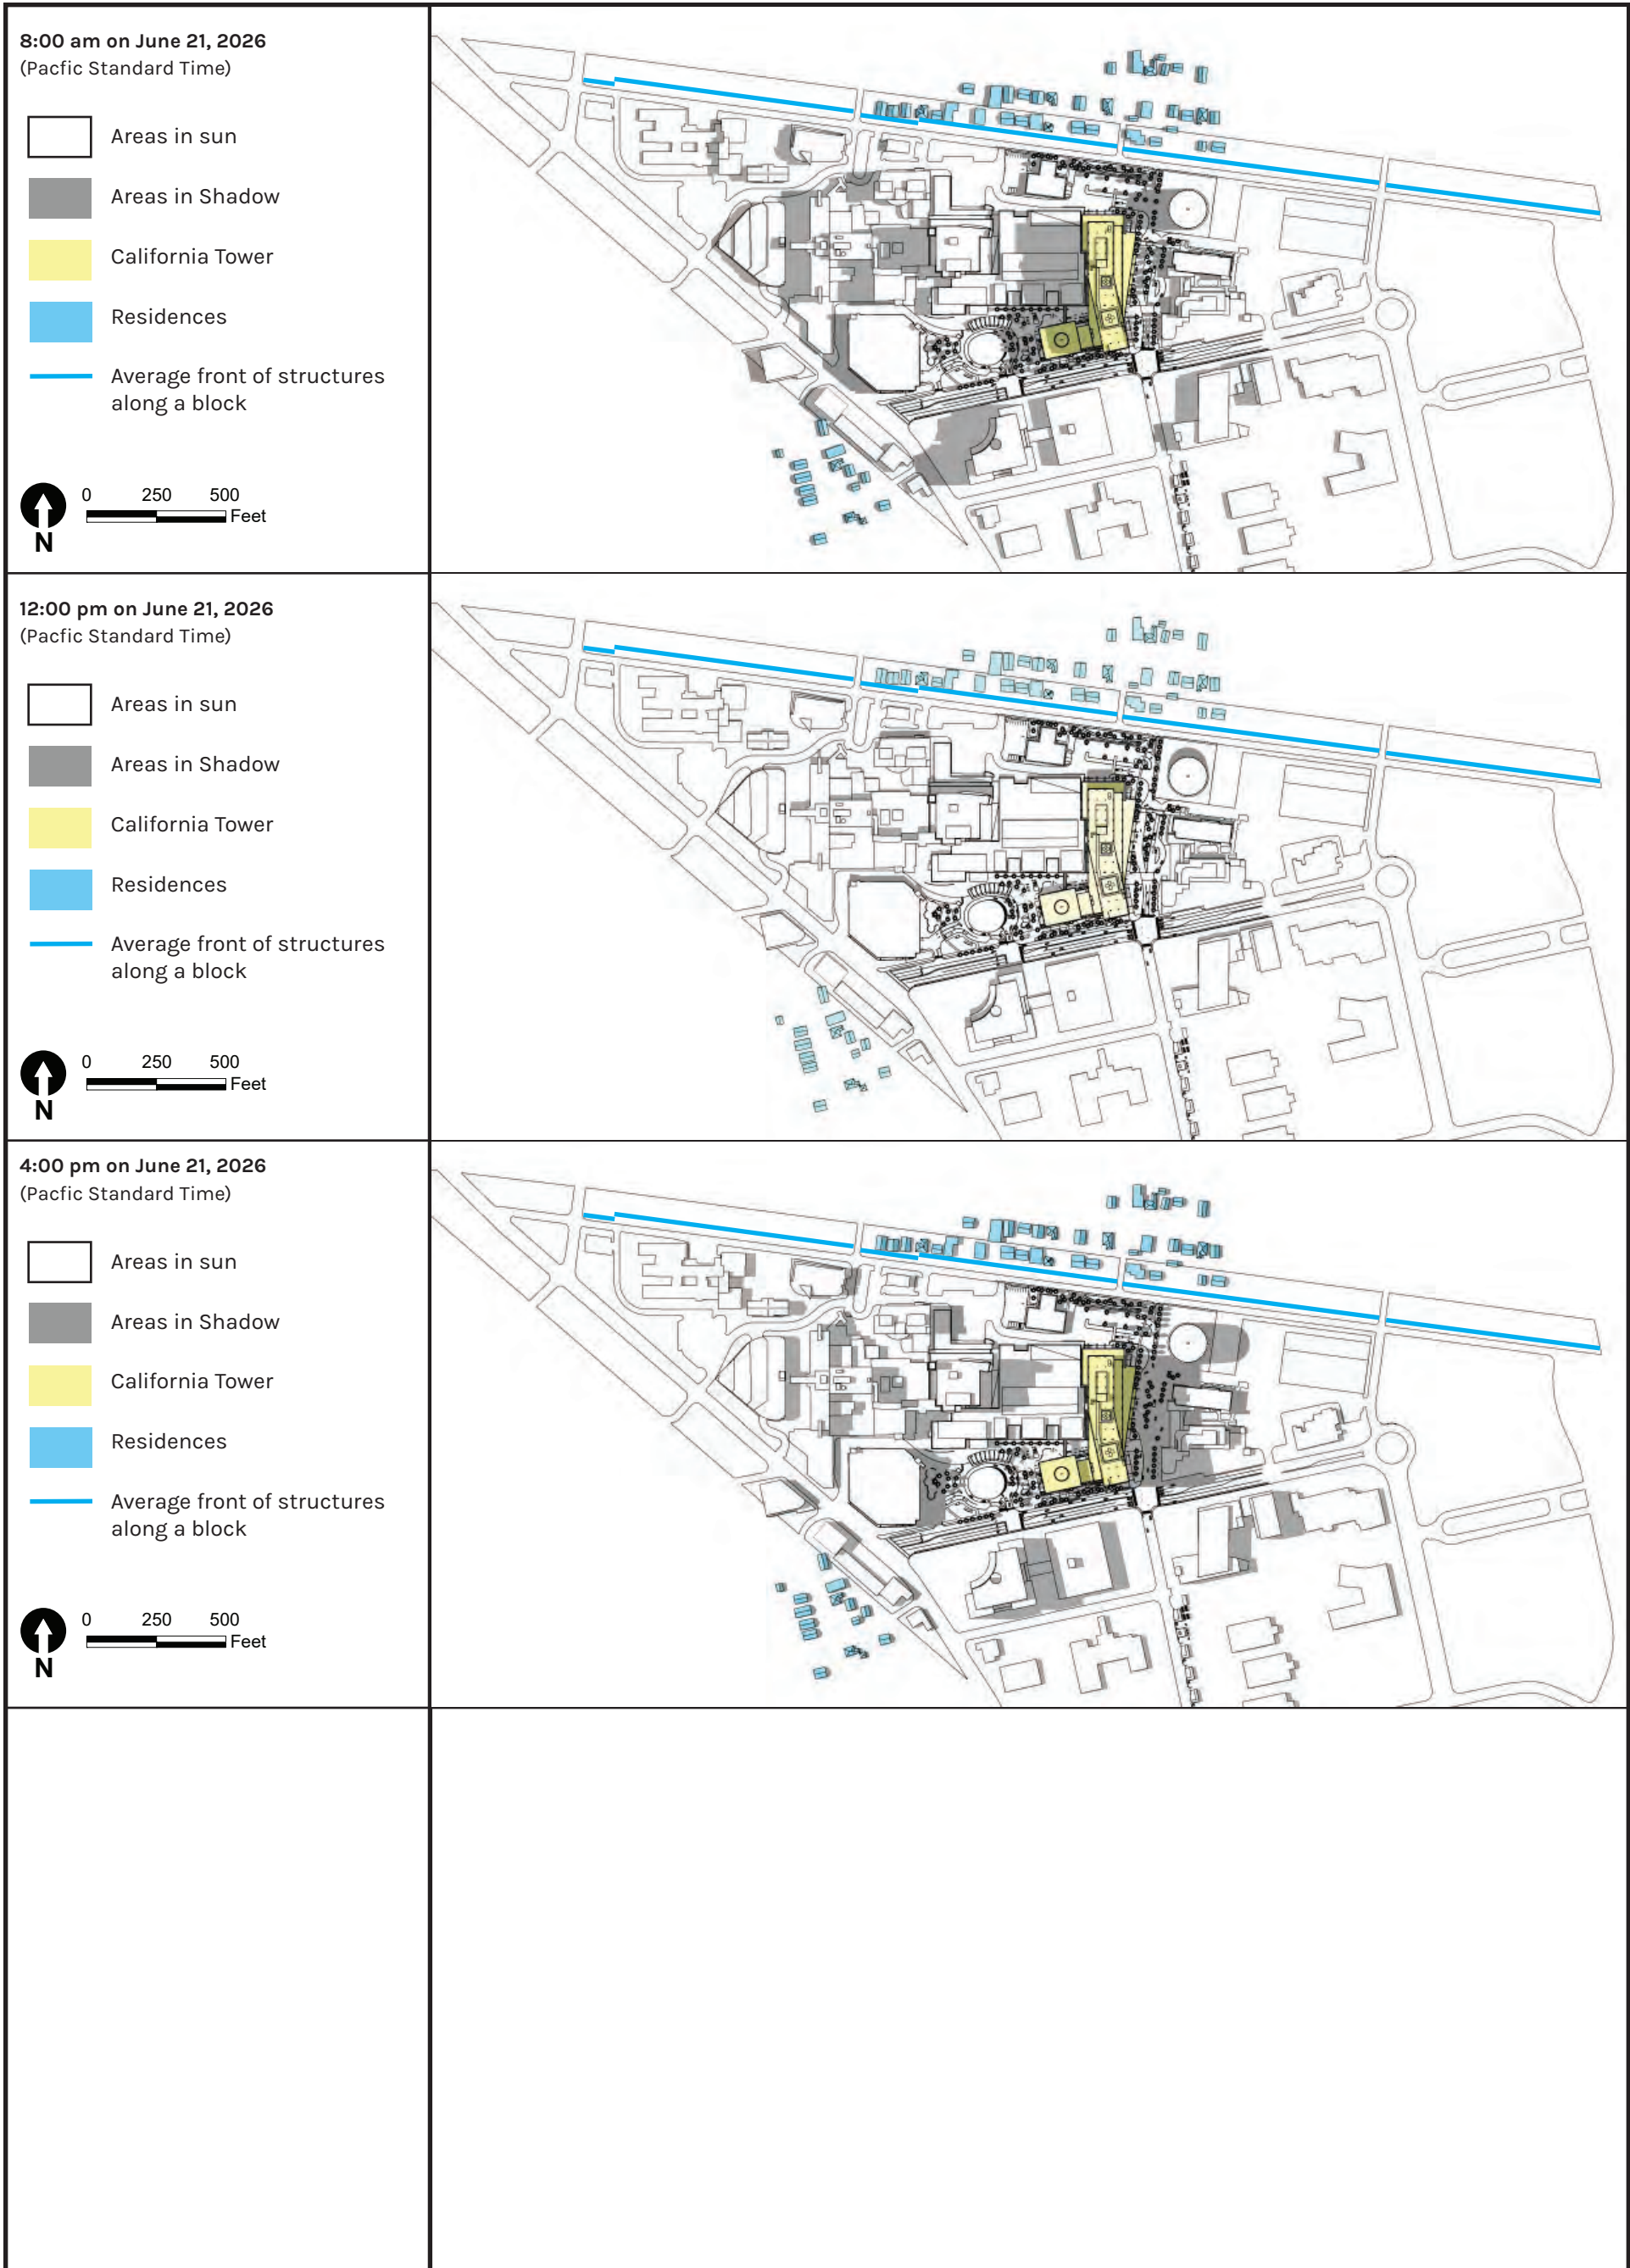 8:00 am on June 21, 2026
(Pacfic Standard Time)
Areas in sun
Areas in Shadow
California Tower
Residences
Average front of structures
along a block
0 250 500
Feet
N
12:00 pm on June 21, 2026
(Pacfic Standard Time)
Areas in sun
Areas in Shadow
California Tower
Residences
Average front of structures
along a block
0 250 500
Feet
N
4:00 pm on June 21, 2026
(Pacfic Standard Time)
Areas in sun
Areas in Shadow
California Tower
Residences
Average front of structures
along a block
0 250 500
Feet
N